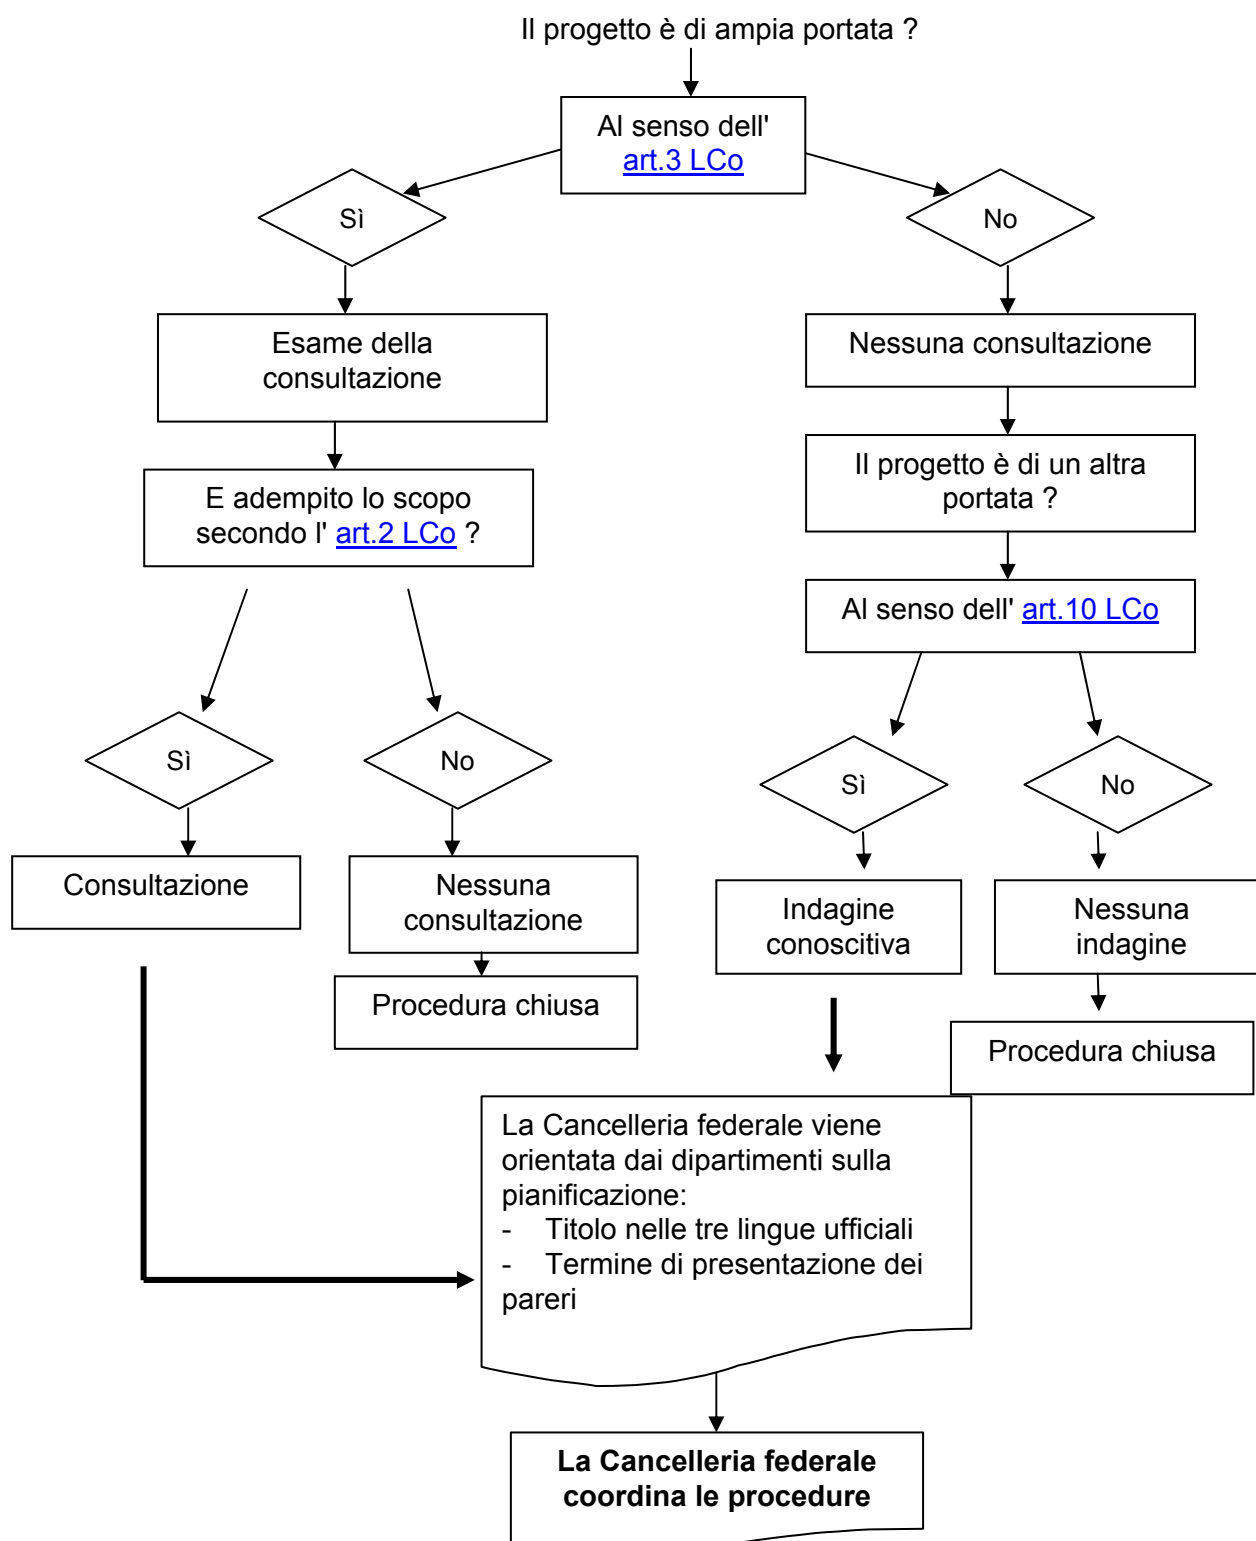 Il progetto è di ampia portata ?
Al senso dell'
art.3 LCo
Sì
No
Esame della
consultazione
Nessuna consultazione
E adempito lo scopo
secondo l' art.2 LCo ?
Il progetto è di un altra
portata ?
Al senso dell' art.10 LCo
Sì
No
Sì
No
Consultazione
Nessuna
consultazione
Indagine
conoscitiva
Nessuna
indagine
Procedura chiusa
Procedura chiusa
La Cancelleria federale viene
orientata dai dipartimenti sulla
pianificazione:
- Titolo nelle tre lingue ufficiali
- Termine di presentazione dei
pareri
La Cancelleria federale
coordina le procedure